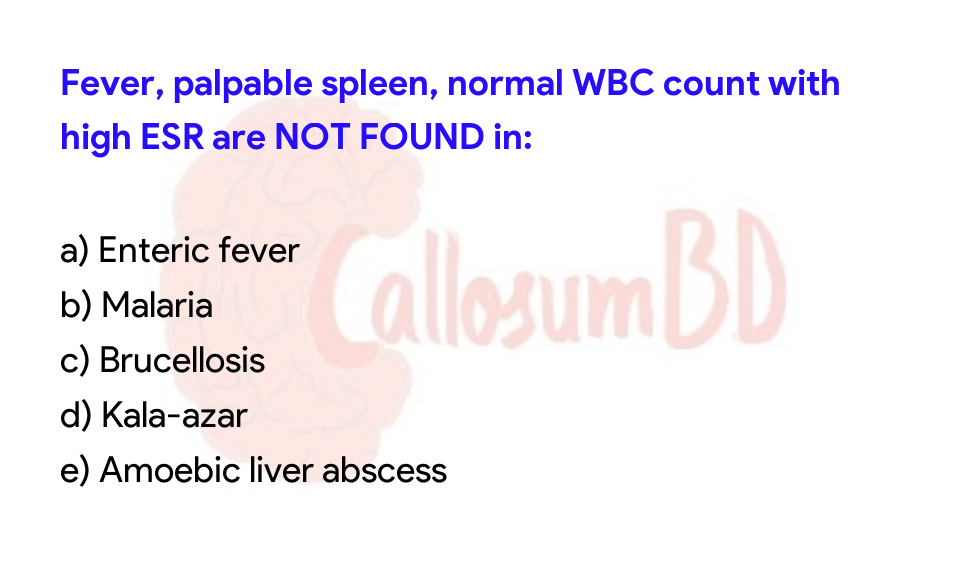 Fever, palpable spleen, normal WBC count with
high ESR are NOT FOUND in:
a) Enteric fever
b) Malaria
CallosumBD
c) Brucellosis
d) Kala-azar
e) Amoebic liver abscess